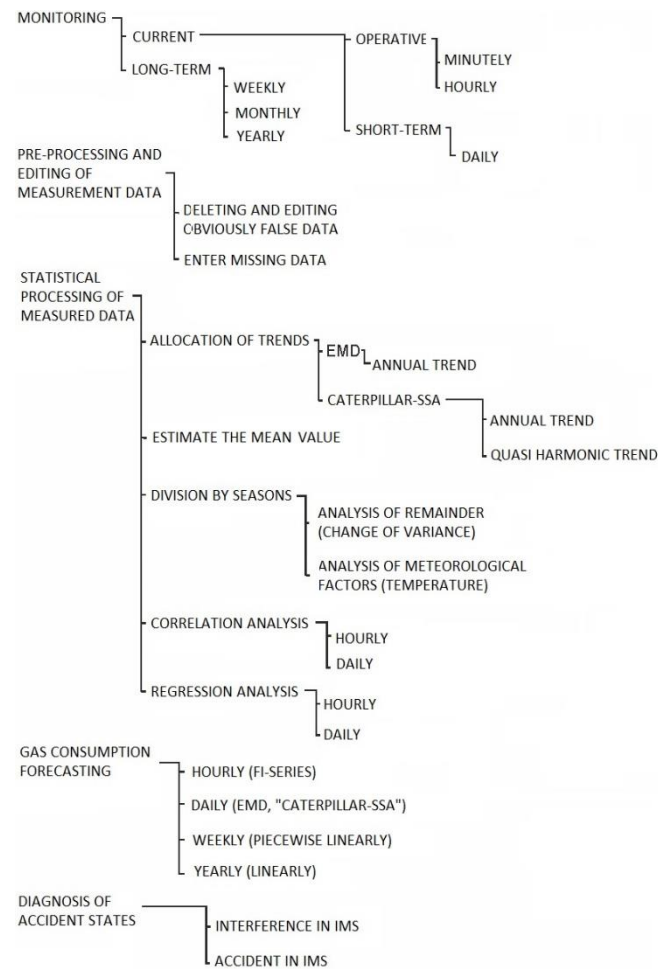 MONITORING
CURRENT
OPERATIVE
MINUTELY
HOURLY
LONG-TERM
WEEKLY
MONTHLY
YEARLY
SHORT-TERM
DAILY
PRE-PROCESSING AND
EDITING OF
MEASUREMENT DATA
DELETING AND EDITING
OBVIOUSLY FALSE DATA
ENTER MISSING DATA
STATISTICAL
PROCESSING OF
MEASURED DATA
ALLOCATION OF TRENDS
EMD
ANNUAL TREND
CATERPILLAR-SSA
ANNUAL TREND
QUASI HARMONIC TREND
ESTIMATE THE MEAN VALUE
DIVISION BY SEASONS
ANALYSIS OF REMAINDER
(CHANGE OF VARIANCE)
ANALYSIS OF METEOROLOGICAL
FACTORS (TEMPERATURE)
CORRELATION ANALYSIS
HOURLY
DAILY
REGRESSION ANALYSIS
HOURLY
DAILY
GAS CONSUMPTION
FORECASTING
HOURLY (FI-SERIES)
DAILY (EMD, "CATERPILLAR-SSA")
WEEKLY (PIECEWISE LINEARLY)
YEARLY (LINEARLY)
DIAGNOSIS OF
ACCIDENT STATES
INTERFERENCE IN IMS
ACCIDENT IN IMS